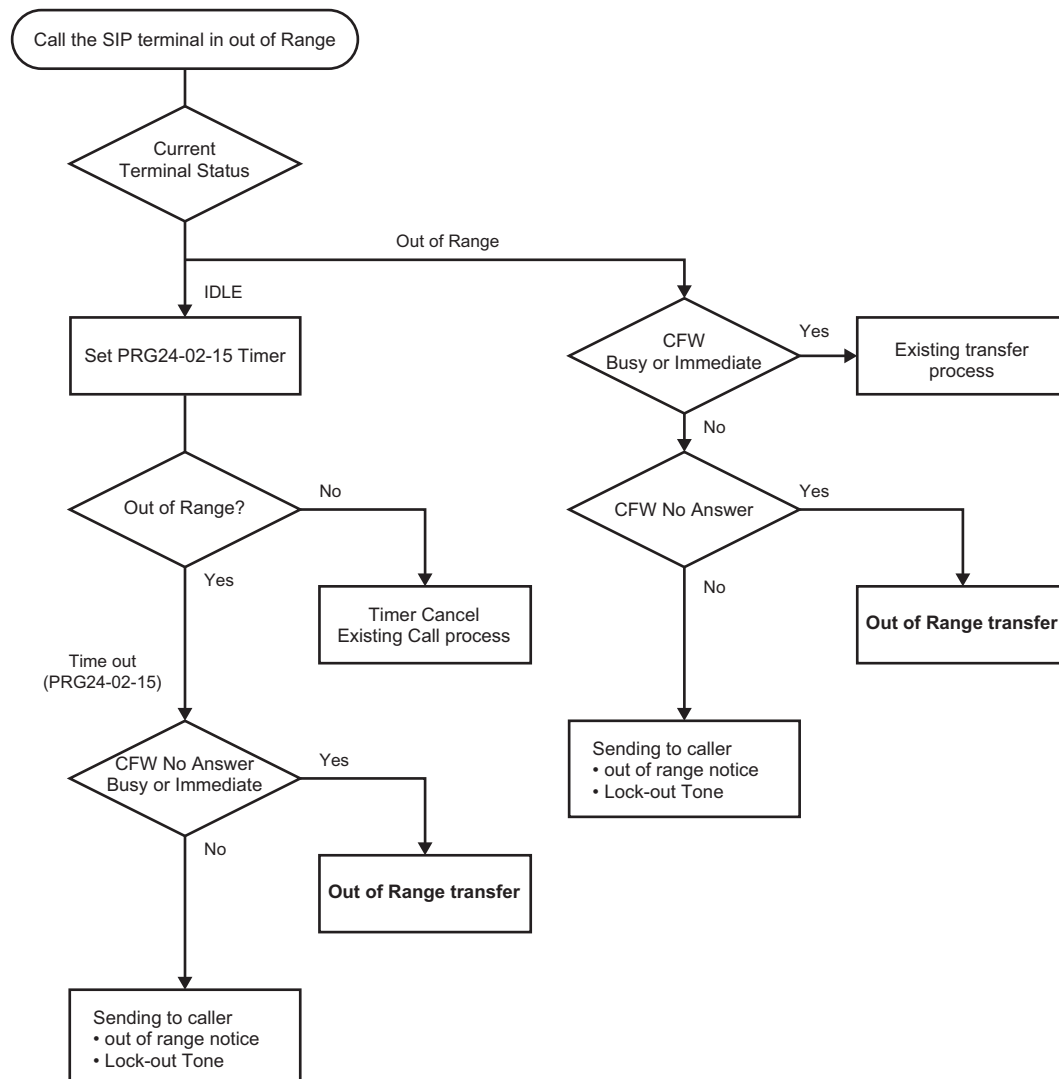 Call the SIP terminal in out of Range
Current
Terminal Status
Out of Range
IDLE
Set PRG24-02-15 Timer
CFW
Busy or Immediate
Yes
Existing transfer
process
No
Out of Range?
No
CFW No Answer
Yes
Yes
Timer Cancel
Existing Call process
No
Out of Range transfer
Time out
(PRG24-02-15)
CFW No Answer
Busy or Immediate
Yes
Sending to caller
• out of range notice
• Lock-out Tone
No
Out of Range transfer
Sending to caller
• out of range notice
• Lock-out Tone